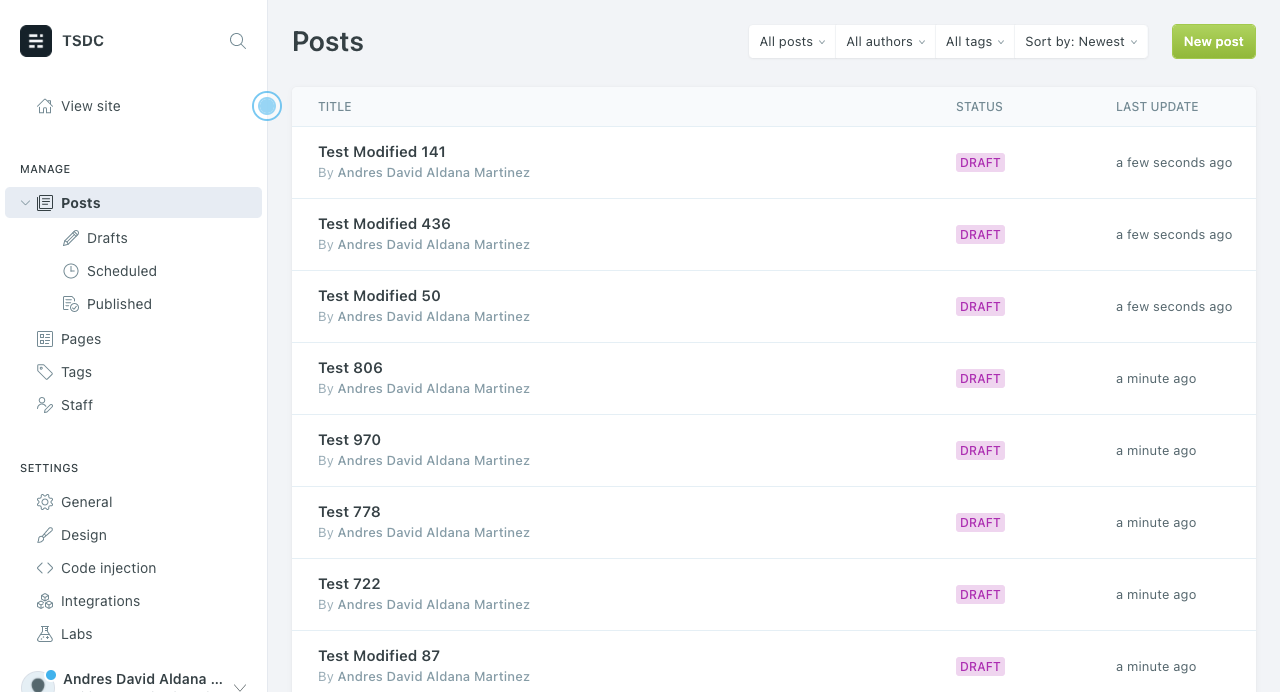 TSDC
View site
MANAGE
Posts
Drafts
Scheduled
Published
Pages
Tags
Staff
SETTINGS
General
Design
Code injection
Integrations
Labs
Andres David Aldana ...
Posts
All posts All authors All tags Sort by: Newest New post
TITLE STATUS LAST UPDATE
Test Modified 141
By Andres David Aldana Martinez
DRAFT a few seconds ago
Test Modified 436
By Andres David Aldana Martinez
DRAFT a few seconds ago
Test Modified 50
By Andres David Aldana Martinez
DRAFT a few seconds ago
Test 806
By Andres David Aldana Martinez
DRAFT a minute ago
Test 970
By Andres David Aldana Martinez
DRAFT a minute ago
Test 778
By Andres David Aldana Martinez
DRAFT a minute ago
Test 722
By Andres David Aldana Martinez
DRAFT a minute ago
Test Modified 87
By Andres David Aldana Martinez
DRAFT a minute ago